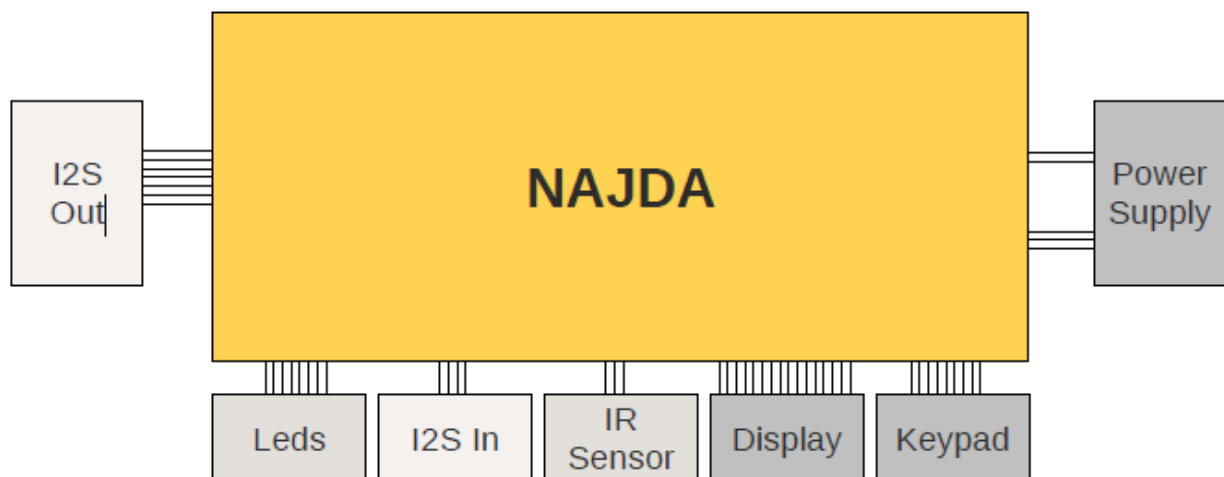 NAJDA
I2S
Out
Power
Supply
Leds
I2S In
IR
Sensor
Display
Keypad